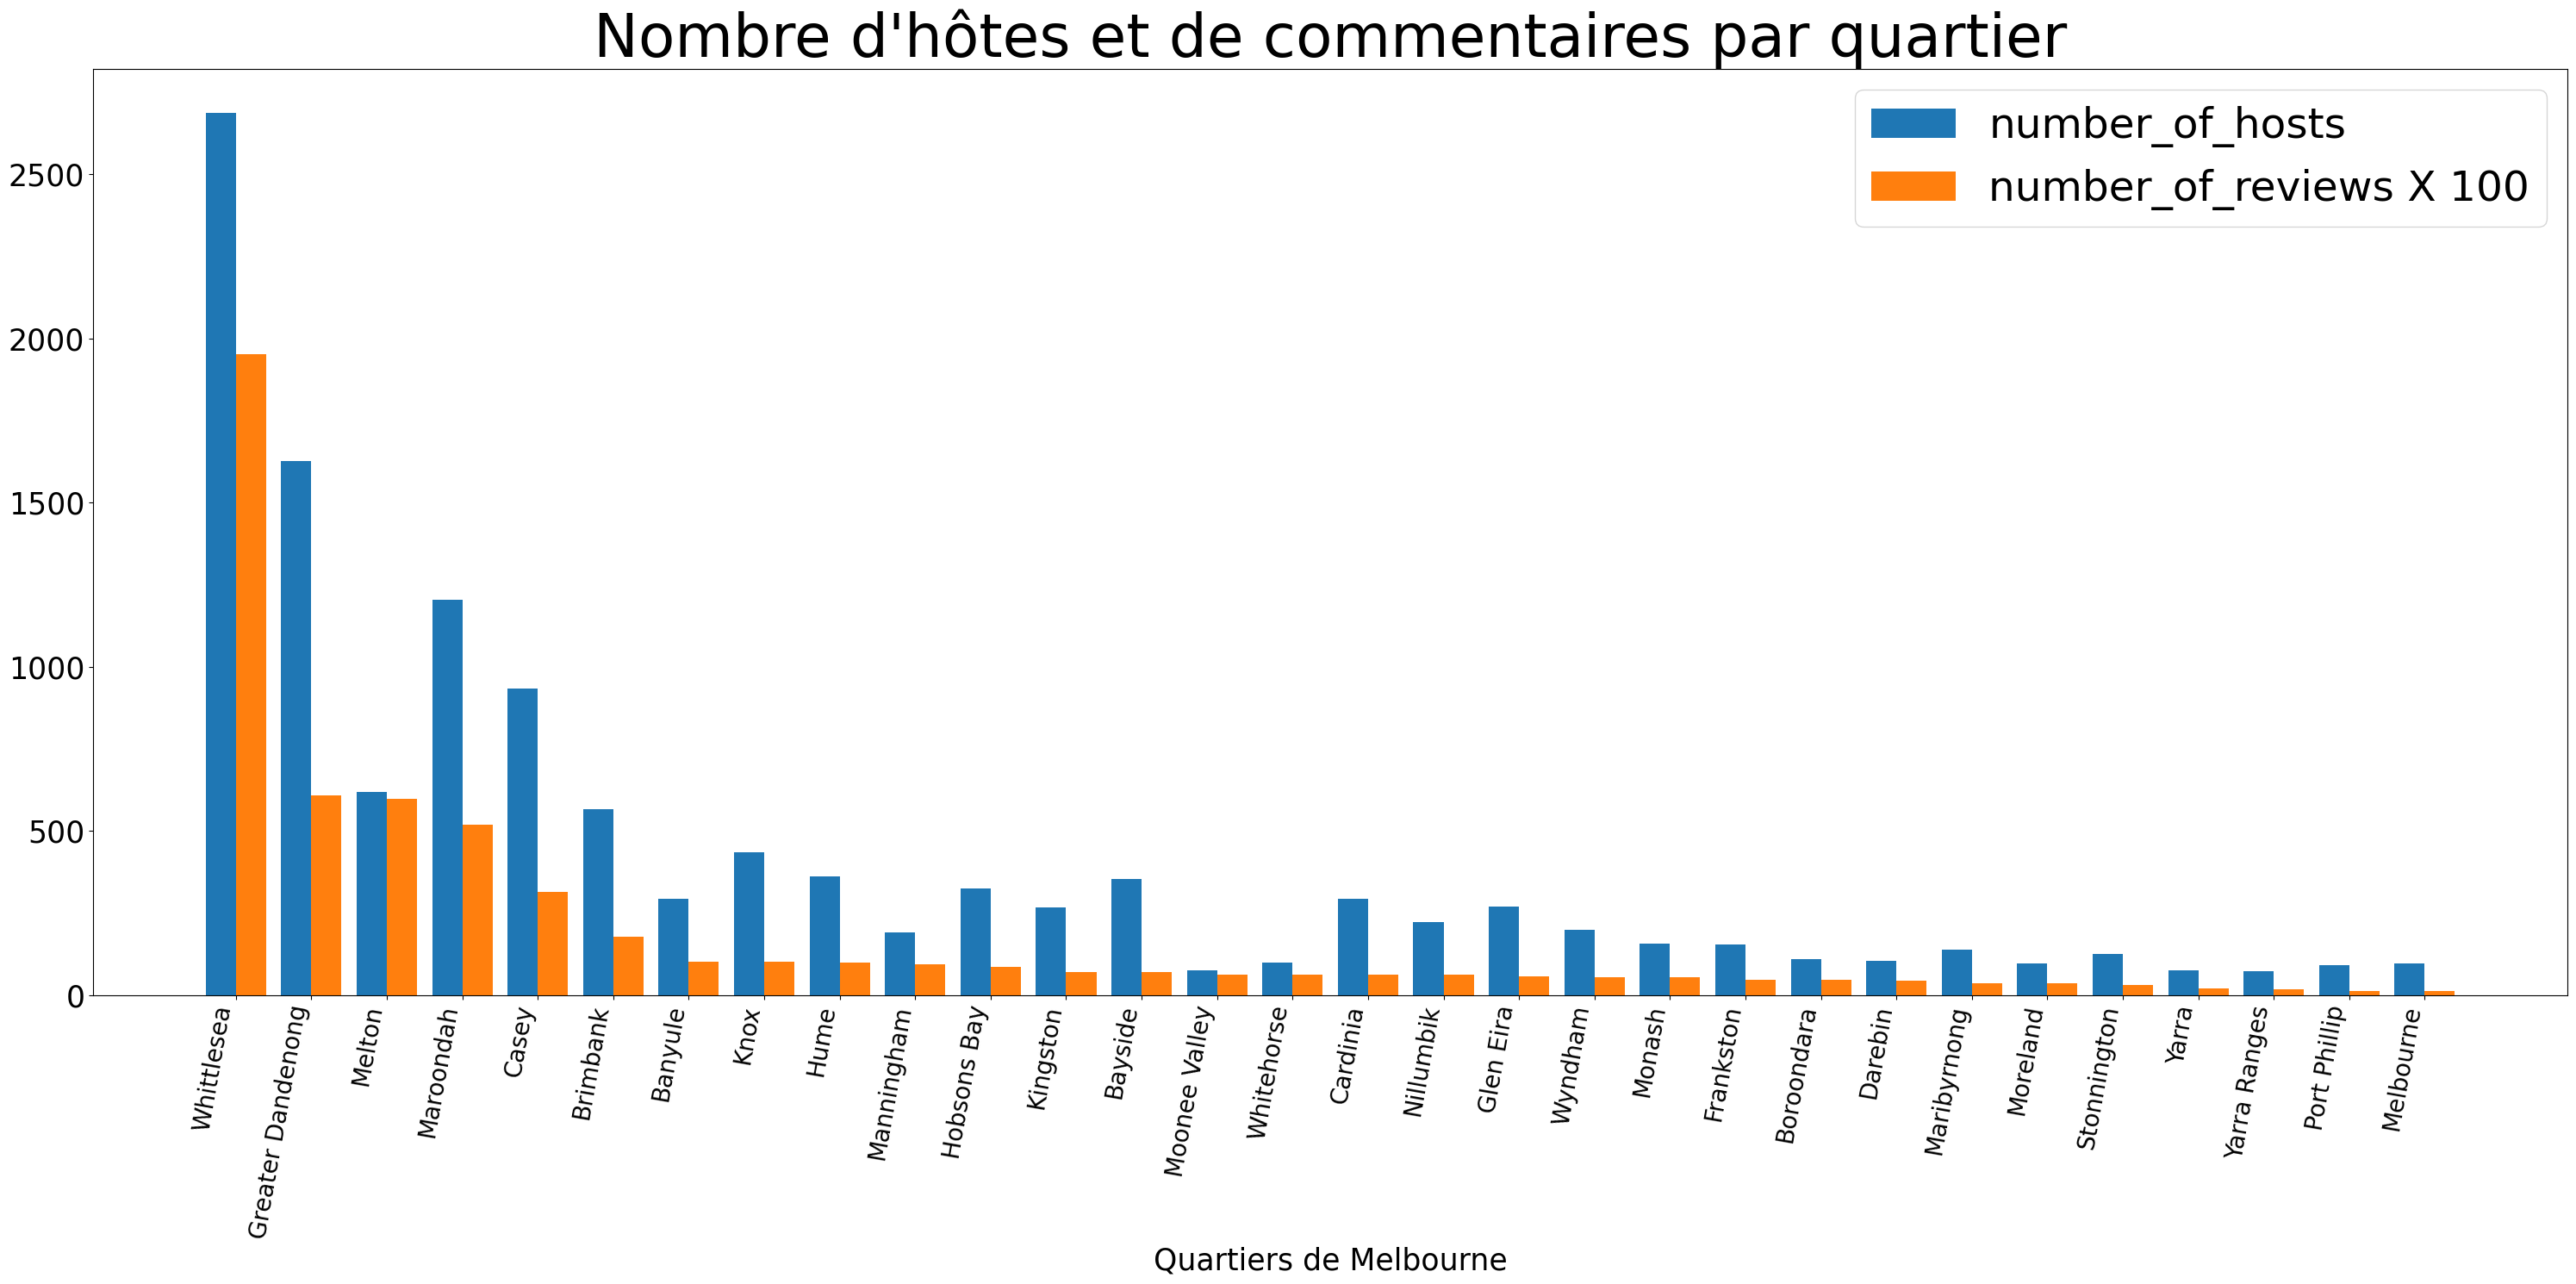 Nombre d'hôtes et de commentaires par quartier
number_of_hosts
number_of_reviews X 100
2500
2000
1500
1000
500
0
Whittlesea
Greater Dandenong
Melton
Maroondah
Casey
Brimbank
Banyule
Knox
Hume
Manningham
Hobsons Bay
Kingston
Bayside
Moonee Valley
Whitehorse
Cardinia
Nillumbik
Glen Eira
Wyndham
Monash
Frankston
Boroondara
Darebin
Maribyrnong
Moreland
Stonnington
Yarra
Yarra Ranges
Port Phillip
Melbourne
Quartiers de Melbourne